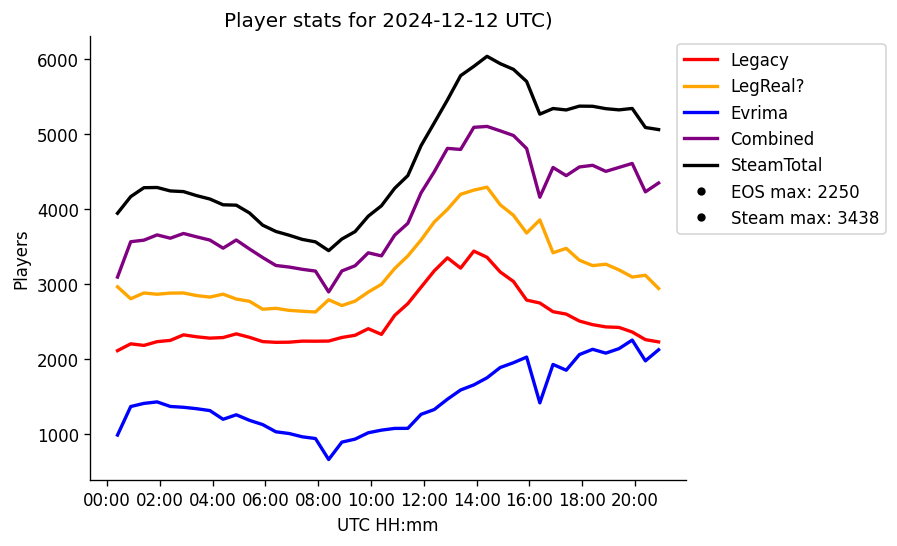 Player stats for 2024-12-12 UTC)
6000
5000
4000
3000
2000
1000
Players
00:00 02:00 04:00 06:00 08:00 10:00 12:00 14:00 16:00 18:00 20:00
UTC HH:mm
Legacy
LegReal?
Evrima
Combined
SteamTotal
EOS max: 2250
Steam max: 3438